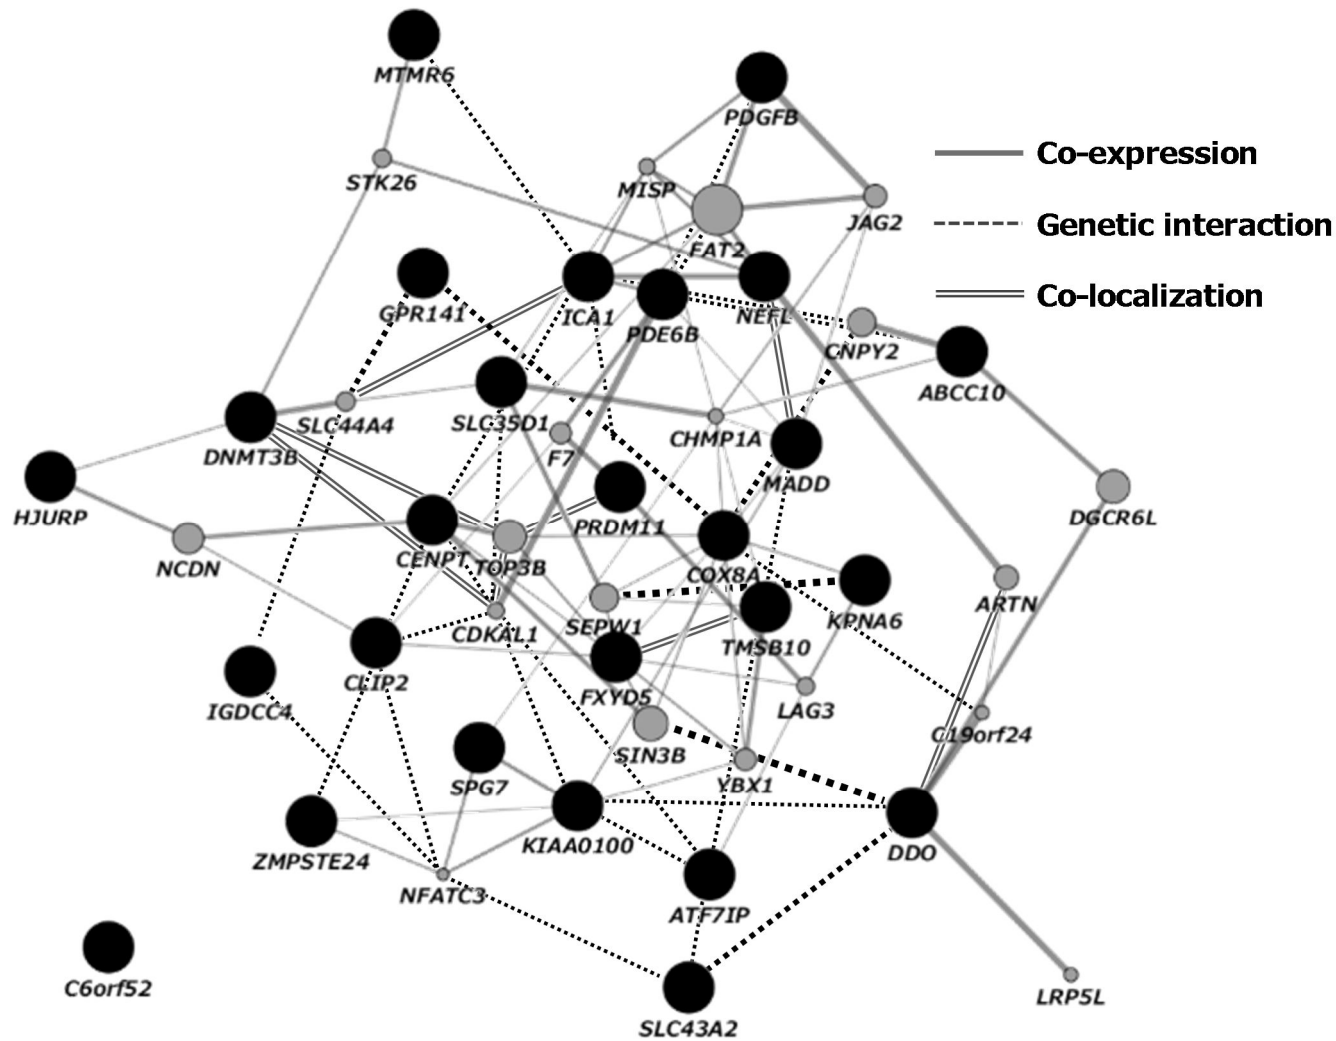 MTMR6
PDGFB
Co-expression
STK26
MISP
JAG2
Genetic interaction
FAT2
GPR141
ICA1
PDE6B
NEFL
Co-localization
CNPY2
ABCC10
SLC44A4
SLC35D1
CHMP1A
DNMT3B
F7
MADD
HJURP
PRDM11
DGCR6L
NCDN
CENPT
TOP3B
COX8A
ARTN
CDKAL1
SEPW1
TMSB10
KPNA6
CLIP2
FXYD5
IGDCC4
LAG3
C19orf24
SIN3B
SPG7
YBX1
ZMPSTE24
KIAA0100
DDO
NFATC3
ATF7IP
C6orf52
LRP5L
SLC43A2